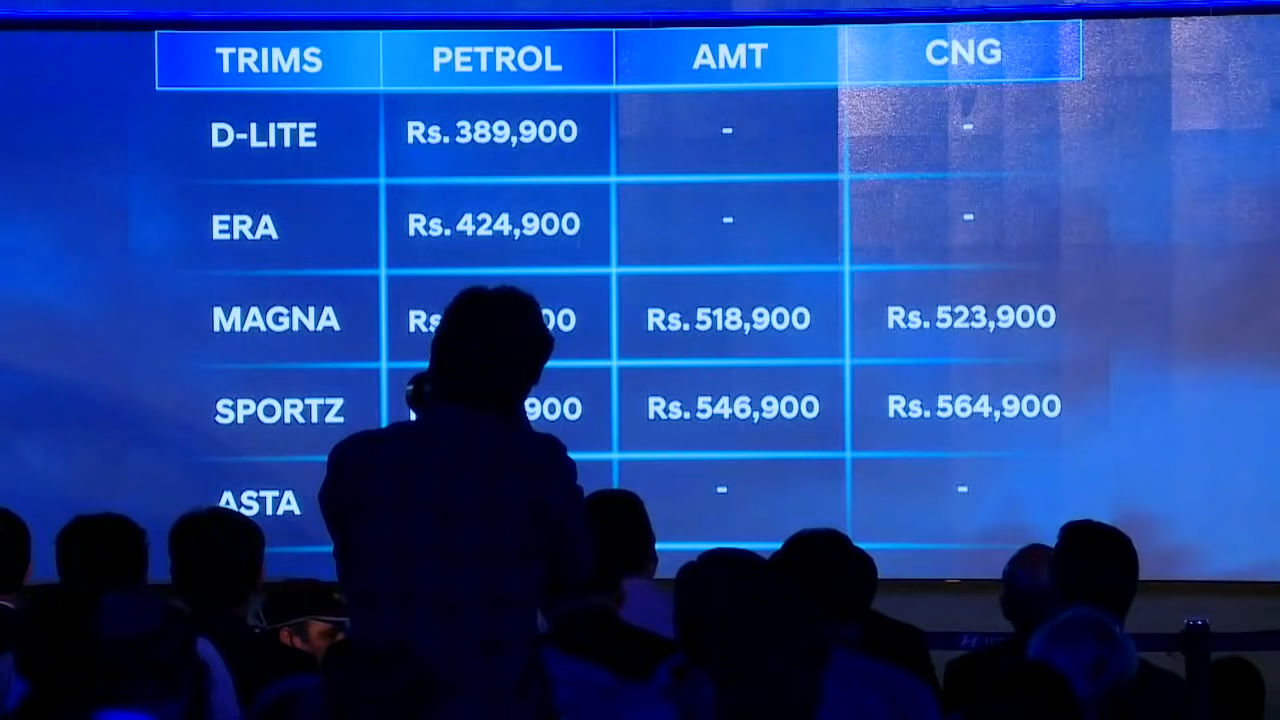 TRIMS PETROL AMT CNG
D-LITE Rs. 389,900 - -
ERA Rs. 424,900 - -
MAGNA Rs. 518,900 Rs. 523,900
SPORTZ Rs. 546,900 Rs. 564,900
ASTA - -